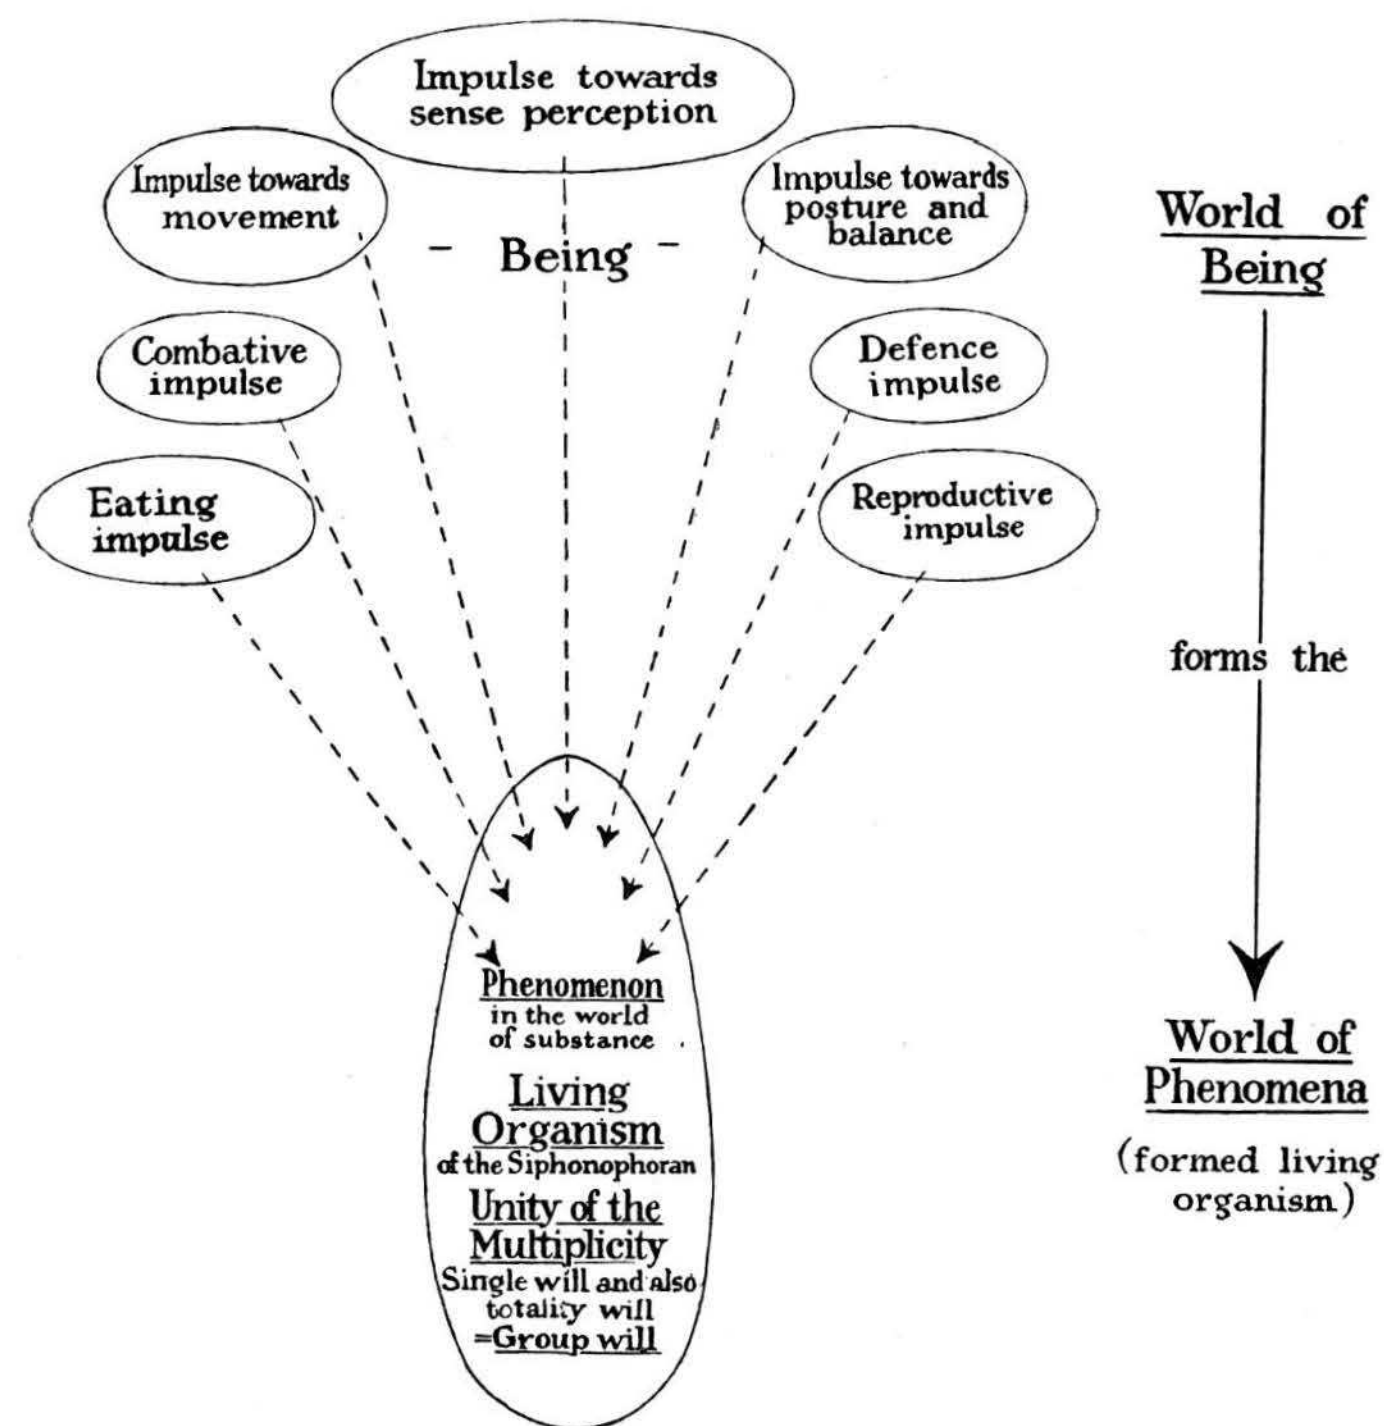 Impulse towards
sense perception
Impulse towards
movement
Impulse towards
posture and
balance
- Being -
Combative
impulse
Defence
impulse
Eating
impulse
Reproductive
impulse
Phenomenon
in the world
of substance
Living
Organism
of the Siphonophoran
Unity of the
Multiplicity
Single will and also
totality will
=Group will
World of
Being
forms the
World of
Phenomena
(formed living
organism)